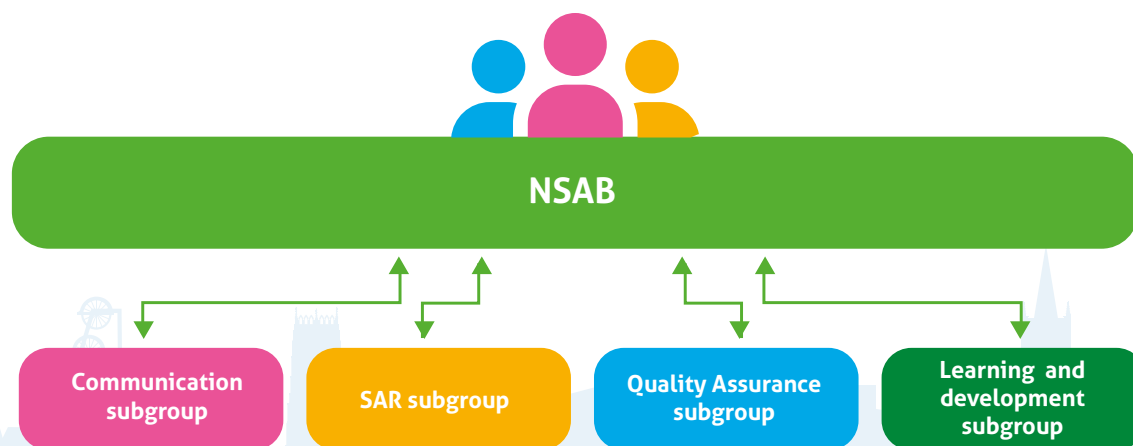 NSAB
Communication
subgroup
SAR subgroup
Quality Assurance
subgroup
Learning and
development
subgroup